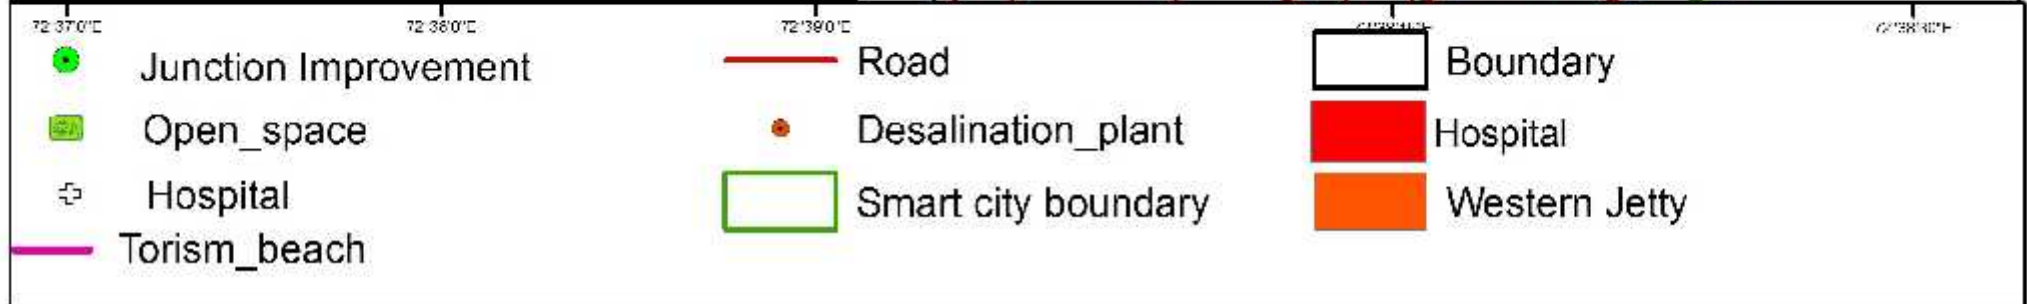 72°37'0"E 72°38'0"E 72°39'0"E
Junction Improvement Road Boundary
Open_space Desalination_plant Hospital
Hospital Smart city boundary Western Jetty
Torism_beach